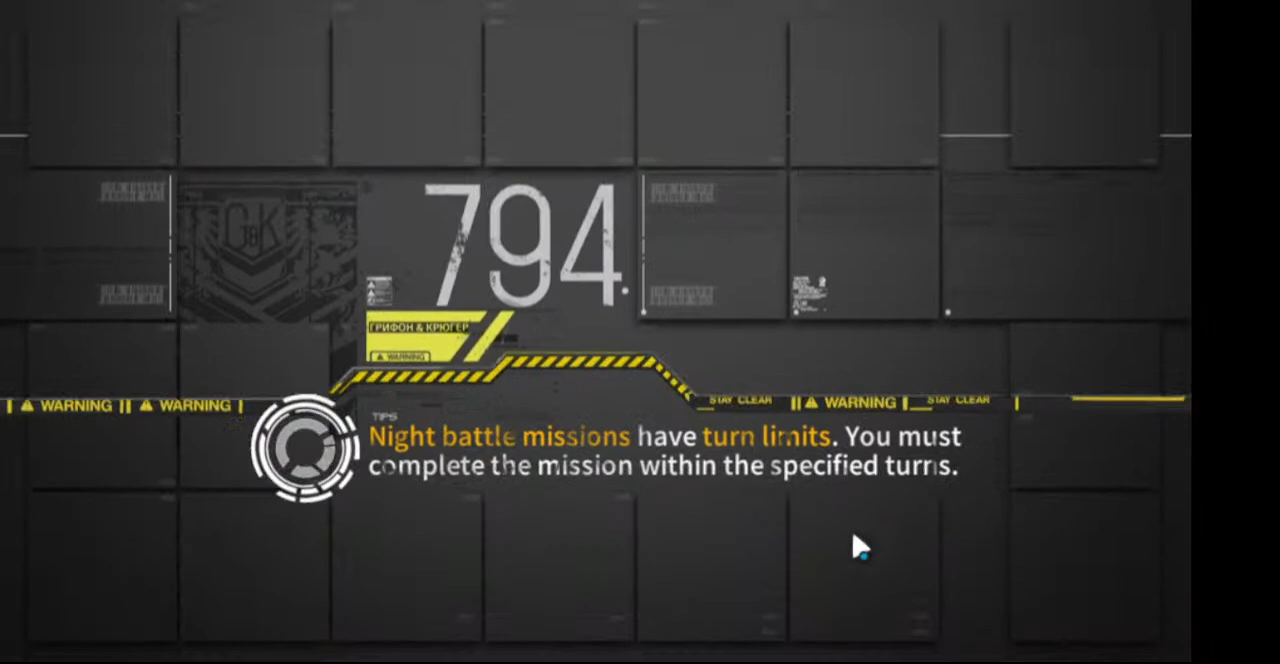 G&K
794.
ГРИФОН & КРЮГЕР
WARNING
WARNING WARNING
STAY CLEAR WARNING STAY CLEAR
TIPS
Night battle missions have turn limits. You must
complete the mission within the specified turns.